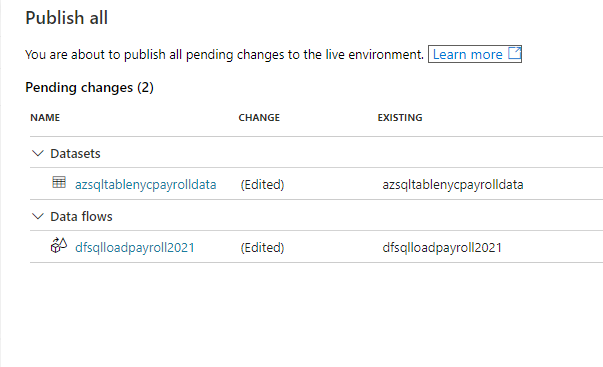 Publish all
You are about to publish all pending changes to the live environment. Learn more
Pending changes (2)
NAME CHANGE EXISTING
Datasets
azsqltablenycpayrolldata (Edited) azsqltablenycpayrolldata
Data flows
dfsqlloadpayroll2021 (Edited) dfsqlloadpayroll2021